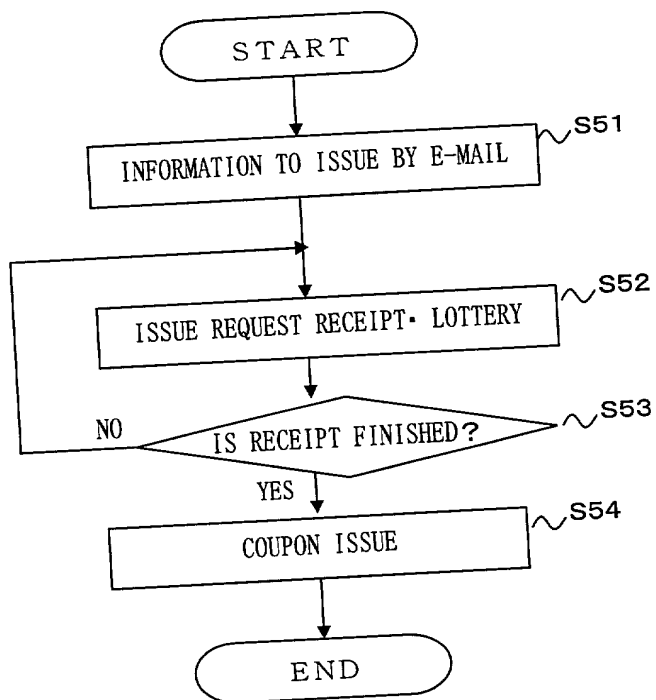 START
S51
INFORMATION TO ISSUE BY E-MAIL
S52
ISSUE REQUEST RECEIPT・ LOTTERY
S53
NO
IS RECEIPT FINISHED?
YES
S54
COUPON ISSUE
END